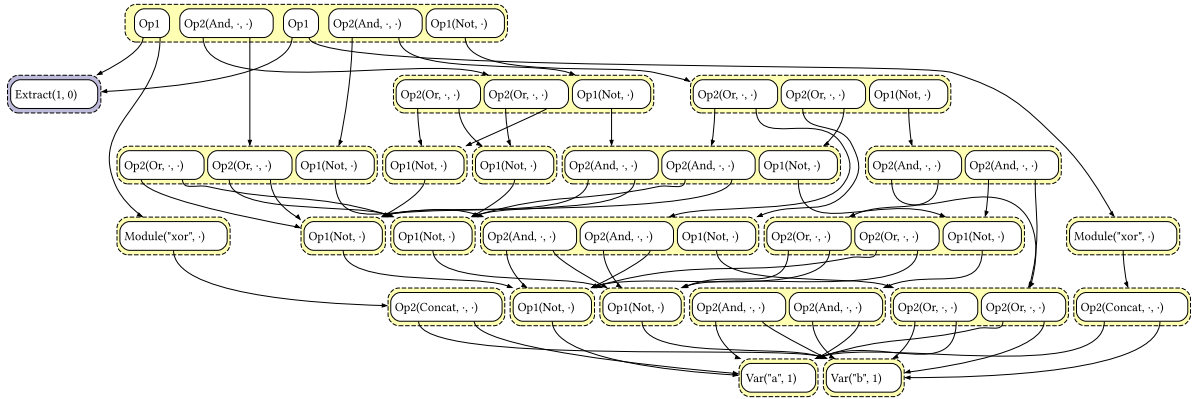 Op1 Op2(And, ·, ·) Op1 Op2(And, ·, ·) Op1(Not, ·)
Extract(1, 0) Op2(Or, ·, ·) Op2(Or, ·, ·) Op1(Not, ·) Op2(Or, ·, ·) Op2(Or, ·, ·) Op1(Not, ·)
Op2(Or, ·, ·) Op2(Or, ·, ·) Op1(Not, ·) Op1(Not, ·) Op1(Not, ·) Op2(And, ·, ·) Op2(And, ·, ·) Op1(Not, ·) Op2(And, ·, ·) Op2(And, ·, ·)
Module("xor", ·) Op1(Not, ·) Op1(Not, ·) Op2(And, ·, ·) Op2(And, ·, ·) Op1(Not, ·) Op2(Or, ·, ·) Op2(Or, ·, ·) Op1(Not, ·) Module("xor", ·)
Op2(Concat, ·, ·) Op1(Not, ·) Op1(Not, ·) Op2(And, ·, ·) Op2(And, ·, ·) Op2(Or, ·, ·) Op2(Or, ·, ·) Op2(Concat, ·, ·)
Var("a", 1) Var("b", 1)